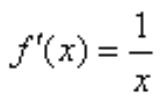 f'(x) = 1/x